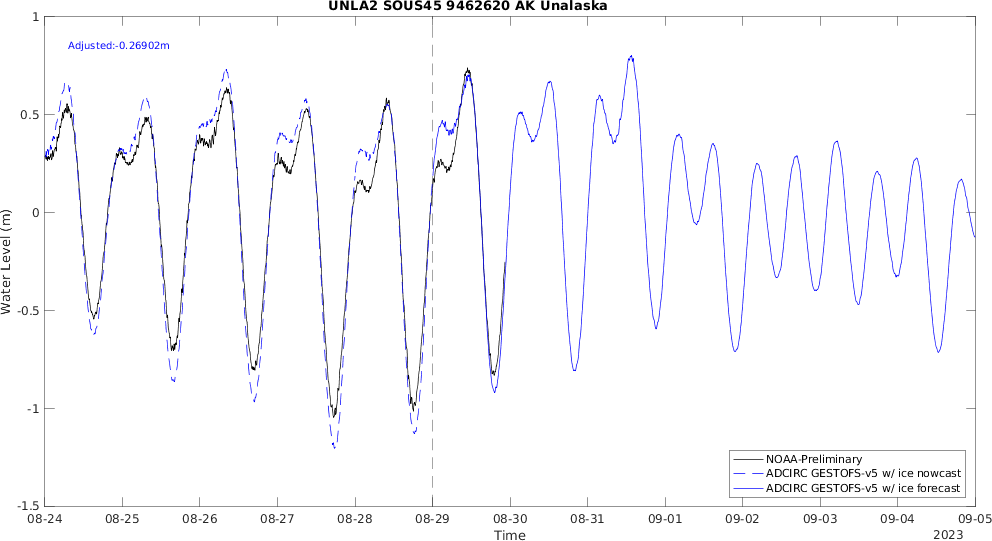 UNLA2 SOUS45 9462620 AK Unalaska
Adjusted:-0.26902m
1
0.5
0
-0.5
-1
-1.5
Water Level (m)
NOAA-Preliminary
ADCIRC GESTOFS-v5 w/ ice nowcast
ADCIRC GESTOFS-v5 w/ ice forecast
08-24 08-25 08-26 08-27 08-28 08-29 08-30 08-31 09-01 09-02 09-03 09-04 09-05
Time
2023